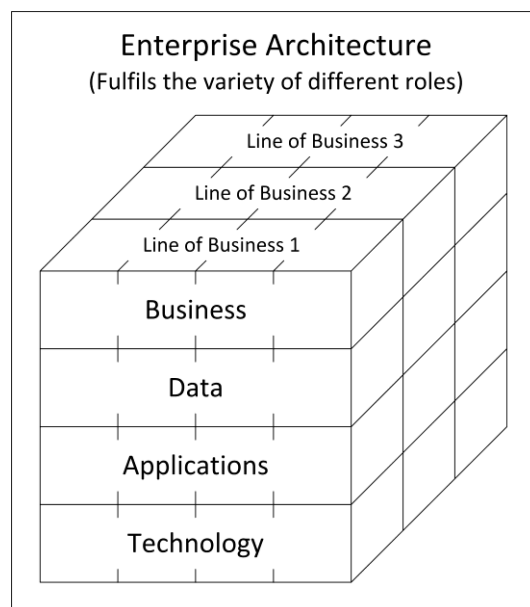 Enterprise Architecture
(Fulfils the variety of different roles)
Line of Business 3
Line of Business 2
Line of Business 1
Business
Data
Applications
Technology